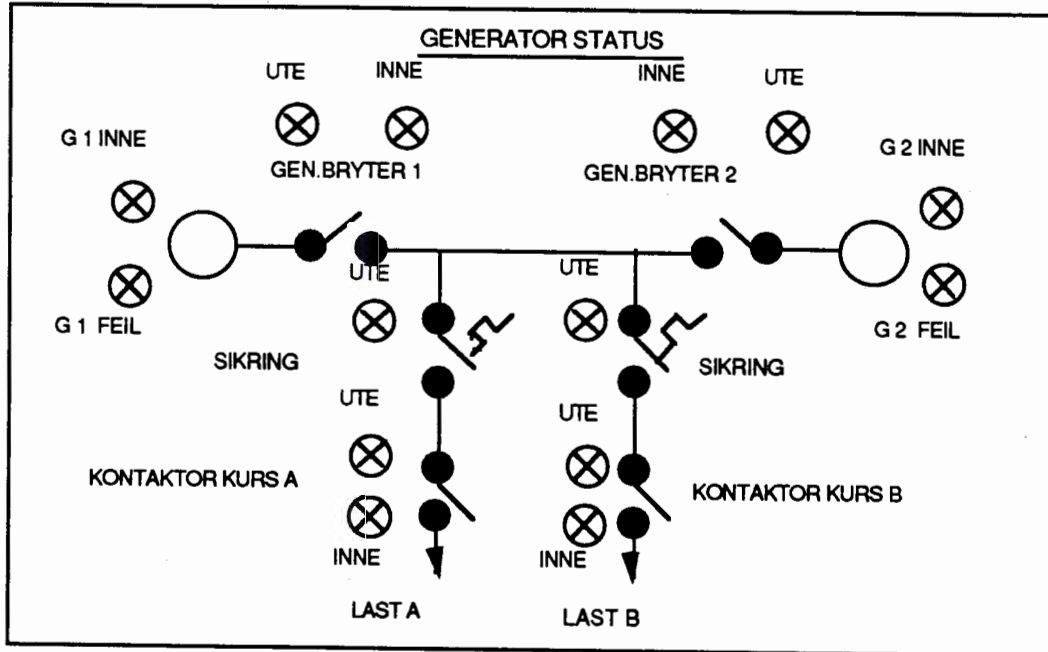 GENERATOR STATUS
UTE
INNE
INNE
UTE
G 1 INNE
G 2 INNE
GEN.BRYTER 1
GEN.BRYTER 2
UTE
UTE
G 1 FEIL
G 2 FEIL
SIKRING
SIKRING
UTE
UTE
KONTAKTOR KURS A
KONTAKTOR KURS B
INNE
INNE
LAST A
LAST B